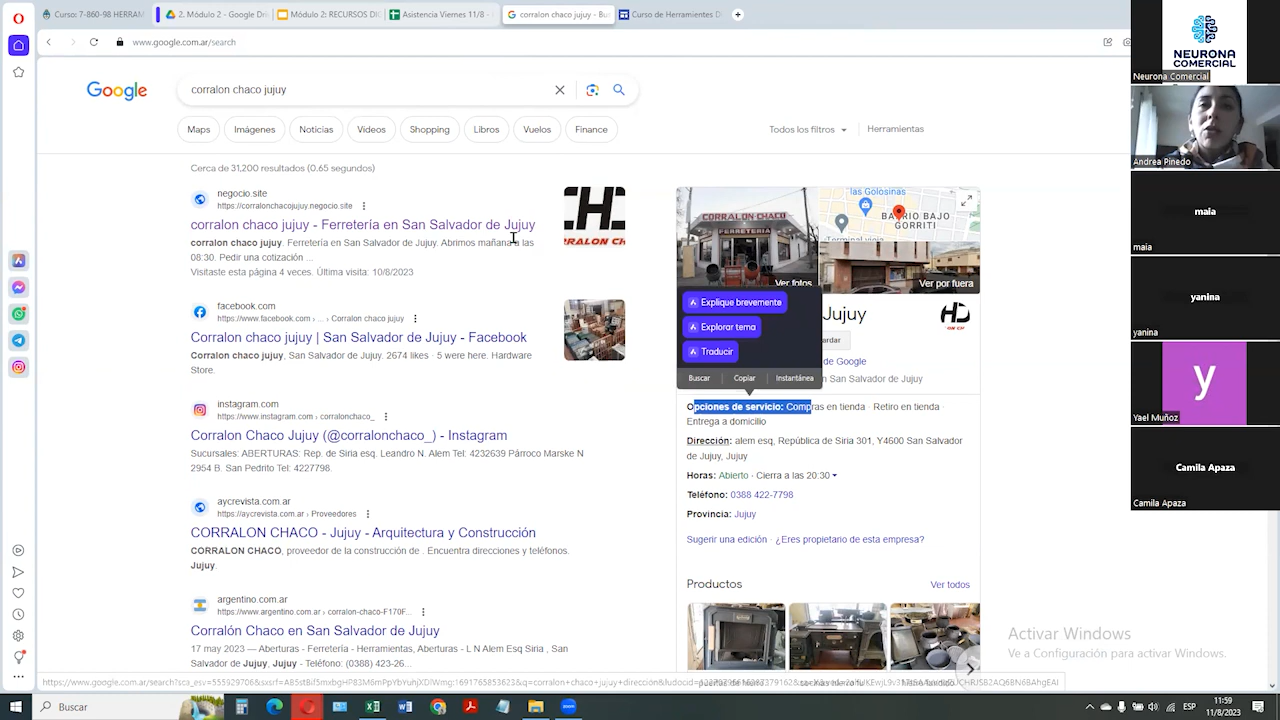 Curso: 7-860-98 HERRAM
2. Módulo 2 - Google Dri
Módulo 2: RECURSOS DIG
Asistencia Viernes 11/8 -
corralon chaco jujuy - Bus
Curso de Herramientas D
www.google.com.ar/search
Google
corralon chaco jujuy
Maps
Imágenes
Noticias
Videos
Shopping
Libros
Vuelos
Finance
Todos los filtros
Herramientas
Cerca de 31,200 resultados (0.65 segundos)
negocio.site
https://corralonchacojujuy.negocio.site
corralon chaco jujuy - Ferretería en San Salvador de Jujuy
corralon chaco jujuy. Ferretería en San Salvador de Jujuy. Abrimos mañana a las
08:30. Pedir una cotización ...
Visitaste esta página 4 veces. Última visita: 10/8/2023
facebook.com
https://www.facebook.com › ... › Corralon chaco jujuy
Corralon chaco jujuy | San Salvador de Jujuy - Facebook
Corralon chaco jujuy, San Salvador de Jujuy. 2674 likes · 5 were here. Hardware
Store.
instagram.com
https://www.instagram.com › corralonchaco_
Corralon Chaco Jujuy (@corralonchaco_) - Instagram
Sucursales: ABERTURAS: Rep. de Siria esq. Leandro N. Alem Tel: 4232639 Párroco Marske N
2954 B. San Pedrito Tel: 4227798.
aycrevista.com.ar
https://aycrevista.com.ar › Proveedores
CORRALON CHACO - Jujuy - Arquitectura y Construcción
CORRALON CHACO, proveedor de la construcción de . Encuentra direcciones y teléfonos.
Jujuy.
argentino.com.ar
https://www.argentino.com.ar › corralon-chaco-F170F...
Corralón Chaco en San Salvador de Jujuy
17 may 2023 — Aberturas - Ferretería - Herramientas, Aberturas - L N Alem Esq Siria , San
Salvador de Jujuy, Jujuy - Teléfono: (0388) 423-26...
CORRALON CHACO
FERRETERIA
Ver fotos
las Golosinas
BARRIO BAJO
GORRITI
Terminal vieja
Ver por fuera
Explique brevemente
Explorar tema
Traducir
Buscar
Copiar
Instantánea
Jujuy
ardar
de Google
n San Salvador de Jujuy
Opciones de servicio: Compras en tienda · Retiro en tienda ·
Entrega a domicilio
Dirección: alem esq, República de Siria 301, Y4600 San Salvador
de Jujuy, Jujuy
Horas: Abierto · Cierra a las 20:30
Teléfono: 0388 422-7798
Provincia: Jujuy
Sugerir una edición · ¿Eres propietario de esta empresa?
Productos
Ver todos
NEURONA
COMERCIAL
Neurona Comercial
Andrea Pinedo
maia
maia
yanina
yanina
y
Yael Muñoz
Camila Apaza
Camila Apaza
Activar Windows
Ve a Configuración para activar Windows.
Buscar
ESP
11:59
11/8/2023